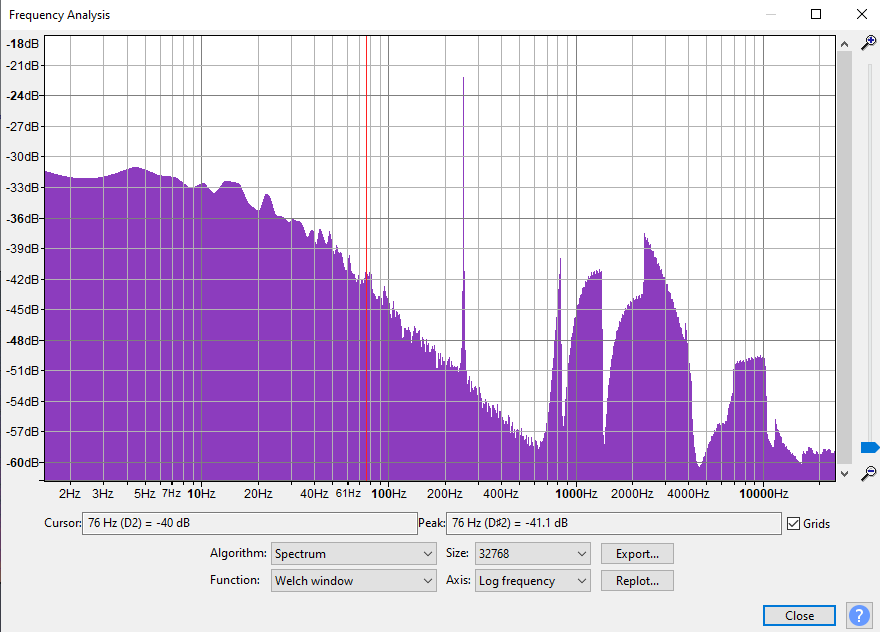 Frequency Analysis
-18dB
-21dB
-24dB
-27dB
-30dB
-33dB
-36dB
-39dB
-42dB
-45dB
-48dB
-51dB
-54dB
-57dB
-60dB
2Hz 3Hz 5Hz 7Hz 10Hz 20Hz 40Hz 61Hz 100Hz 200Hz 400Hz 1000Hz 2000Hz 4000Hz 10000Hz
Cursor: 76 Hz (D2) = -40 dB Peak: 76 Hz (D♯2) = -41.1 dB Grids
Algorithm: Spectrum Size: 32768 Export...
Function: Welch window Axis: Log frequency Replot...
Close ?